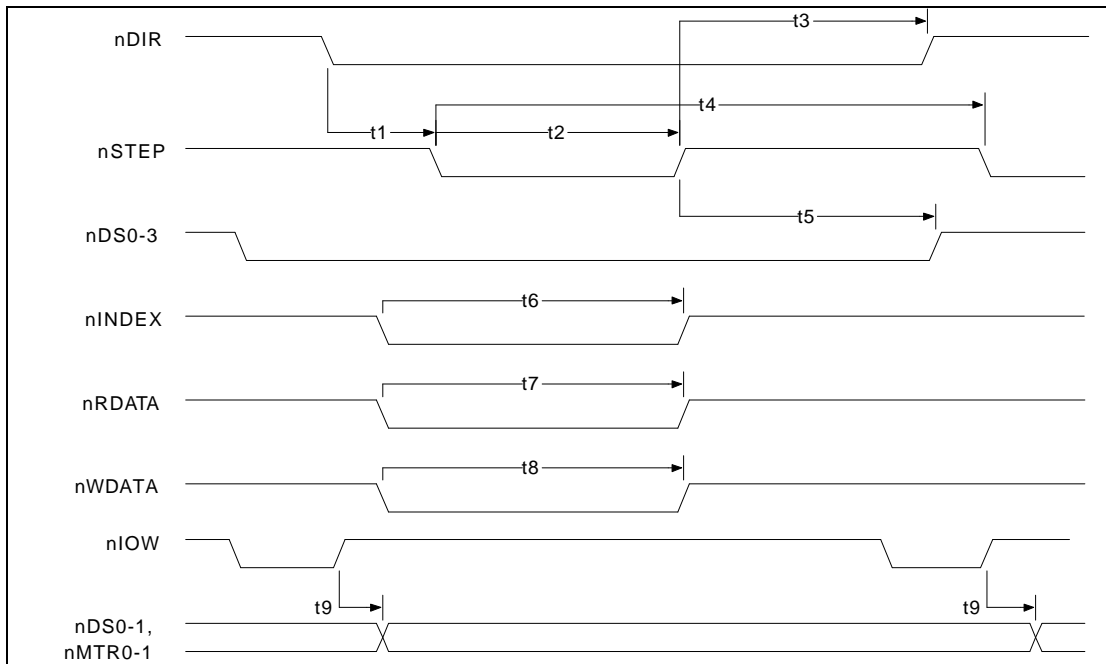 t3
nDIR
t4
t1
t2
nSTEP
t5
nDS0-3
t6
nINDEX
t7
nRDATA
t8
nWDATA
nIOW
t9
t9
nDS0-1,
nMTR0-1